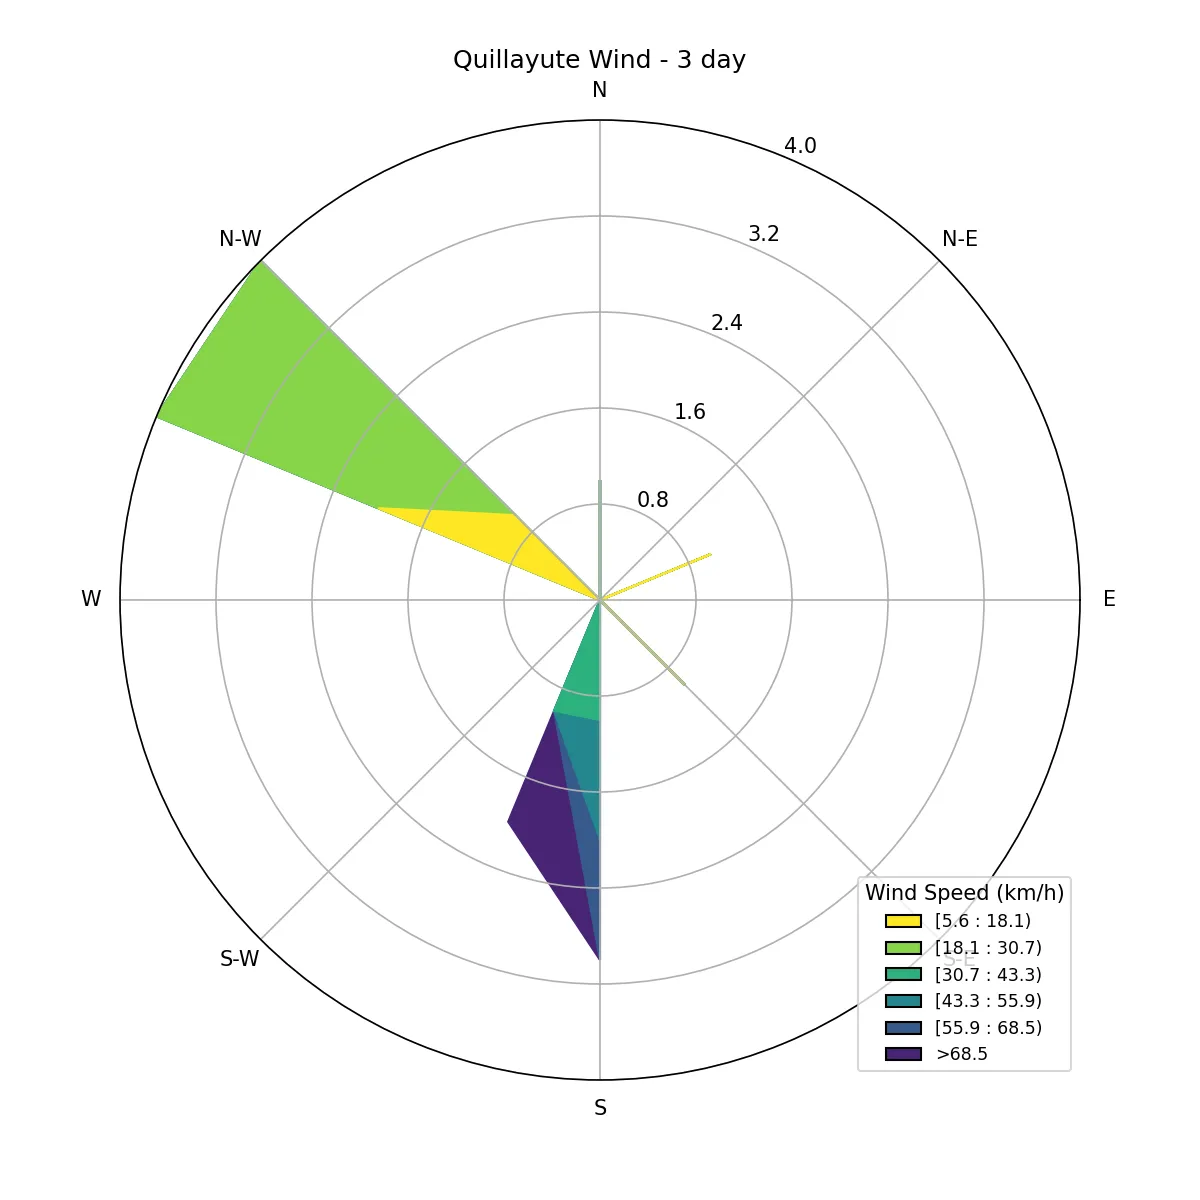 Quillayute Wind - 3 day
N
4.0
N-W
3.2
N-E
2.4
1.6
0.8
W
E
Wind Speed (km/h)
[5.6 : 18.1)
[18.1 : 30.7)
S-W
S-E
[30.7 : 43.3)
[43.3 : 55.9)
[55.9 : 68.5)
>68.5
S